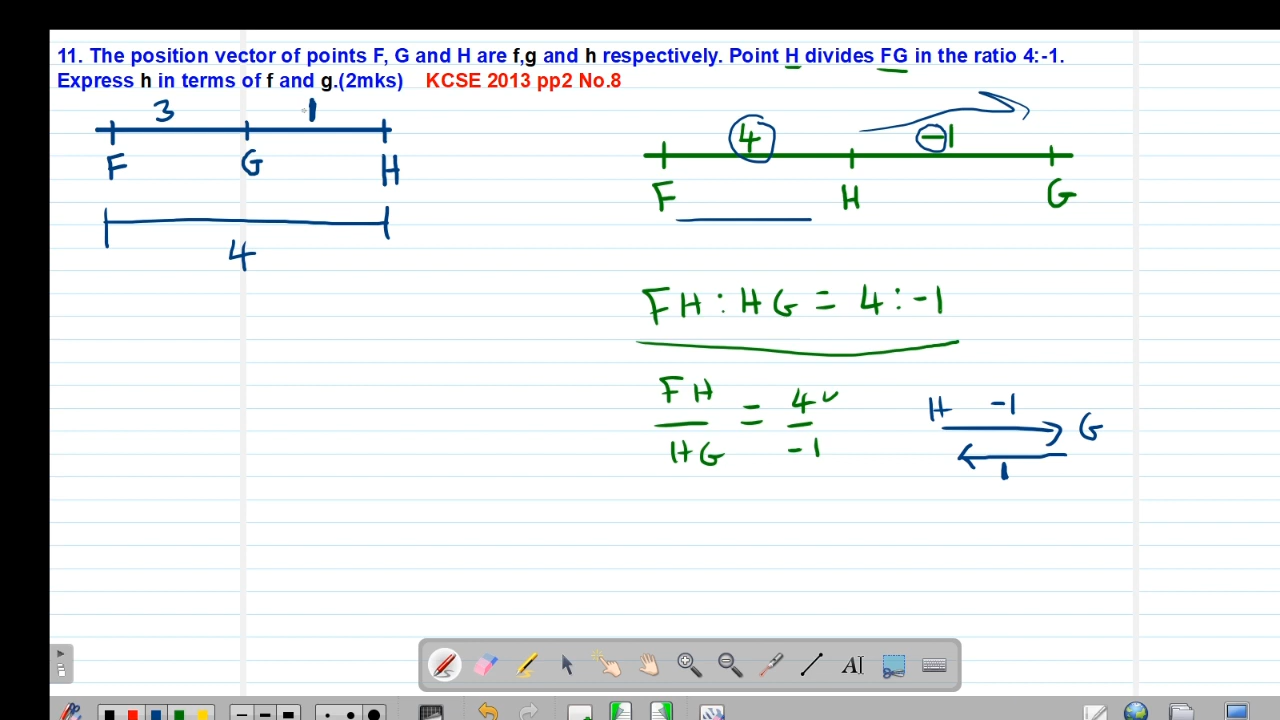 11. The position vector of points F, G and H are f,g and h respectively. Point H divides FG in the ratio 4:-1.
Express h in terms of f and g.(2mks) KCSE 2013 pp2 No.8
3 1
F G H
4
4 -1
F H G
FH : HG = 4 : -1
FH
HG
=
4
-1
H -1 G
1
AI